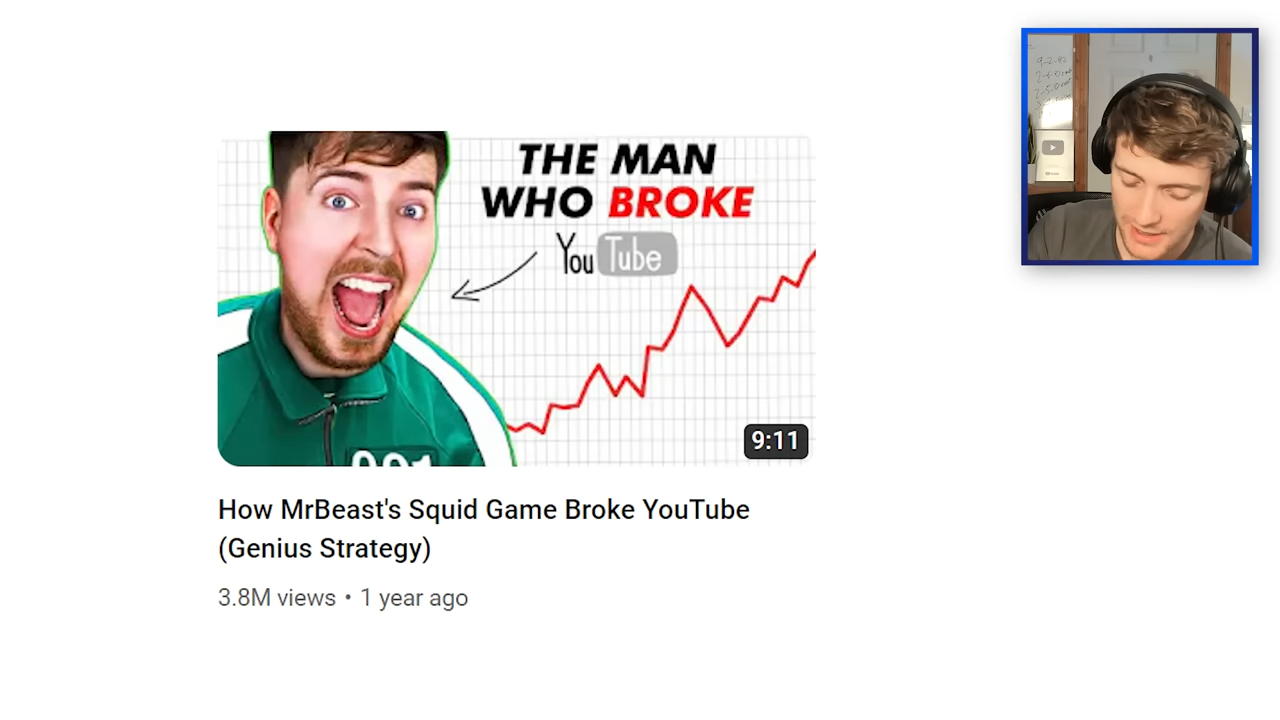 THE MAN
WHO BROKE
YouTube
9:11
How MrBeast's Squid Game Broke YouTube
(Genius Strategy)
3.8M views • 1 year ago